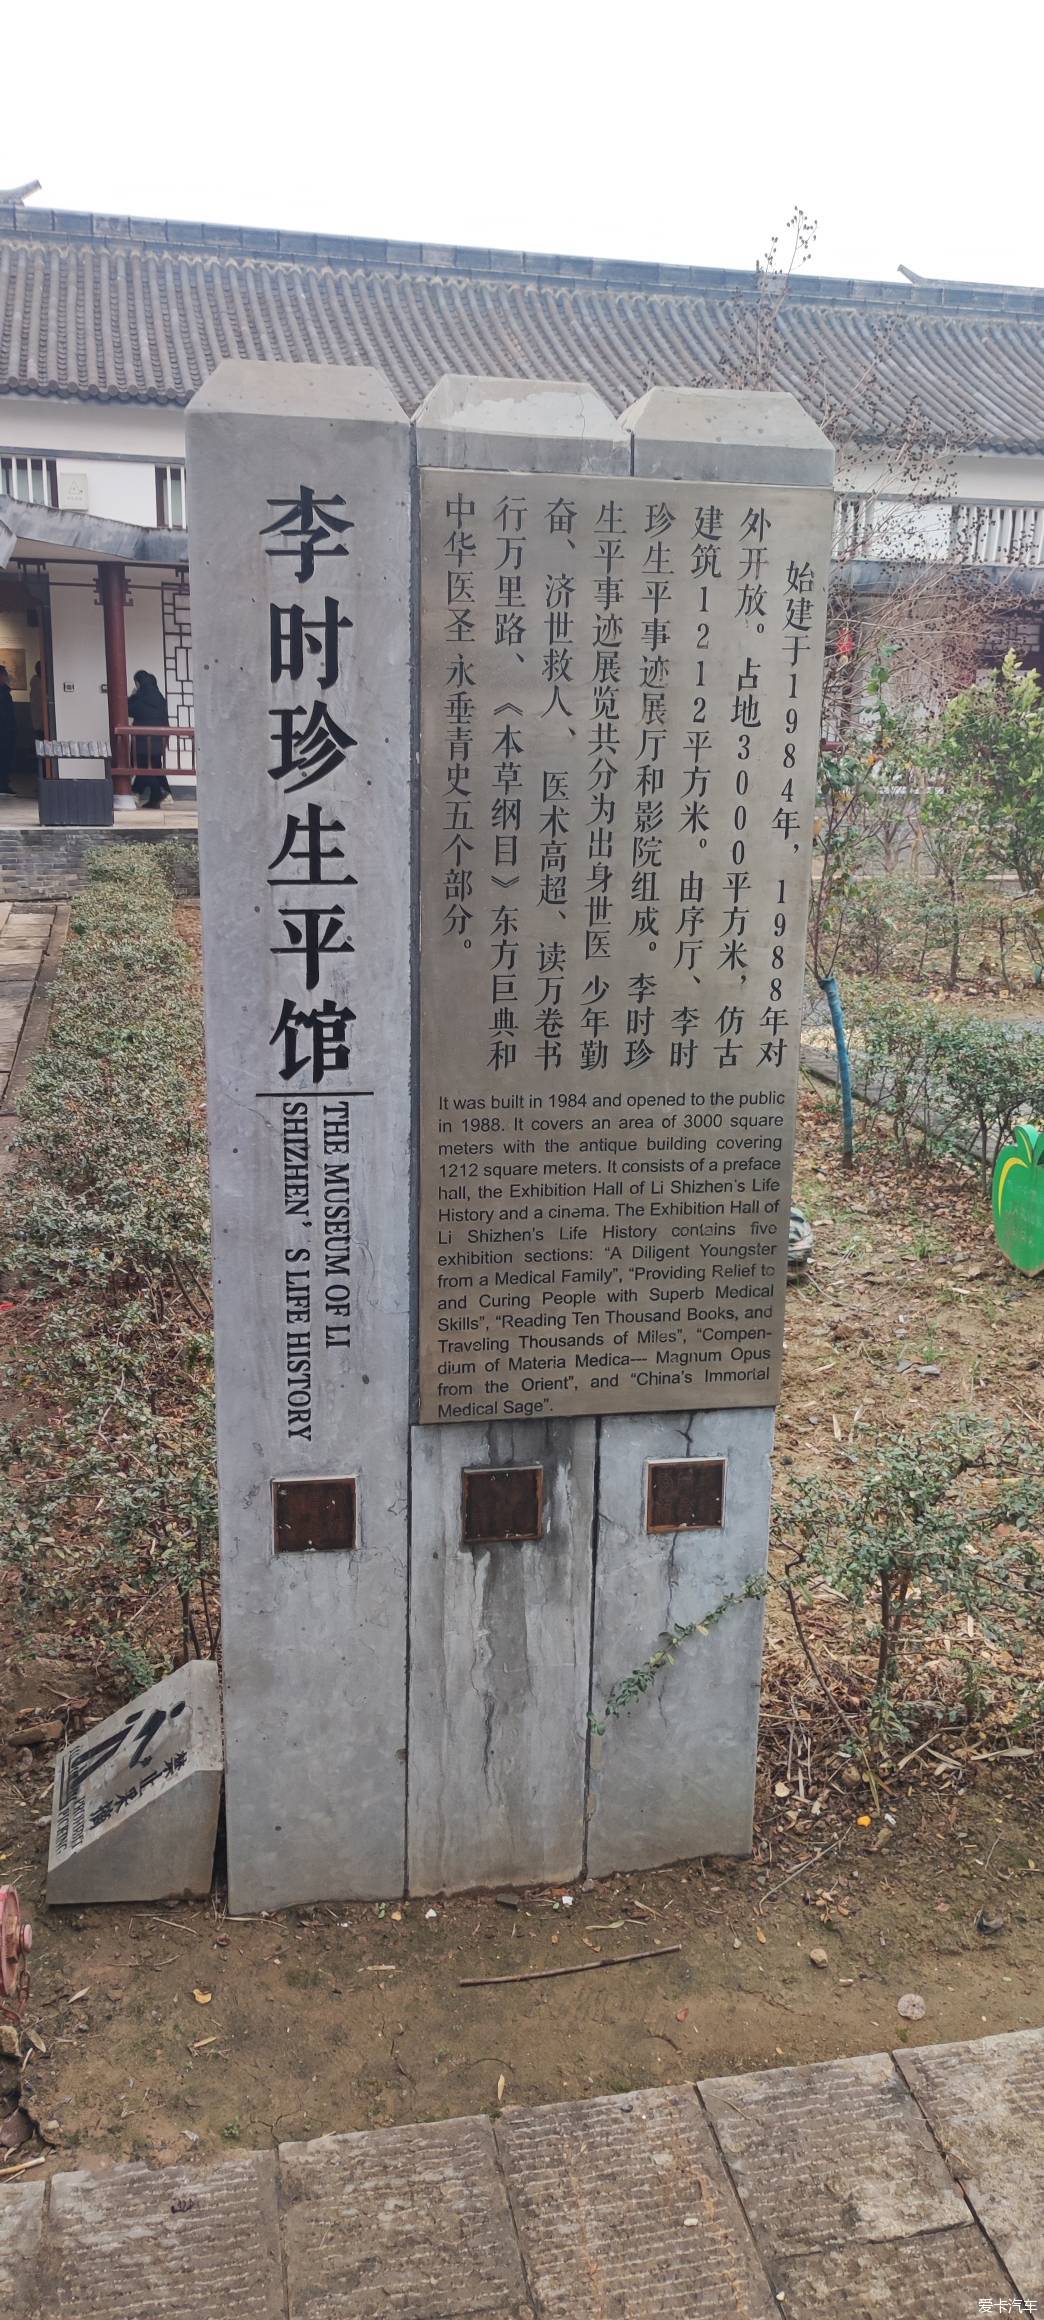 李时珍生平馆
THE MUSEUM OF LI
SHIZHEN'S LIFE HISTORY
始建于1984年，1988年对
外开放。占地3000平方米，仿古
建筑1212平方米。由序厅、李时
珍生平事迹展厅和影院组成。李时珍
生平事迹展览共分为出身世医 少年勤
奋、济世救人、医术高超、读万卷书
行万里路、《本草纲目》东方巨典和
中华医圣 永垂青史五个部分。
It was built in 1984 and opened to the public
in 1988. It covers an area of 3000 square
meters with the antique building covering
1212 square meters. It consists of a preface
hall, the Exhibition Hall of Li Shizhen's Life
History and a cinema. The Exhibition Hall of
Li Shizhen's Life History contains five
exhibition sections: “A Diligent Youngster
from a Medical Family”, “Providing Relief to
and Curing People with Superb Medical
Skills”, “Reading Ten Thousand Books, and
Traveling Thousands of Miles”, “Compen-
dium of Materia Medica--- Magnum Opus
from the Orient”, and “China's Immortal
Medical Sage”.
禁止采摘
PICKING
爱卡汽车